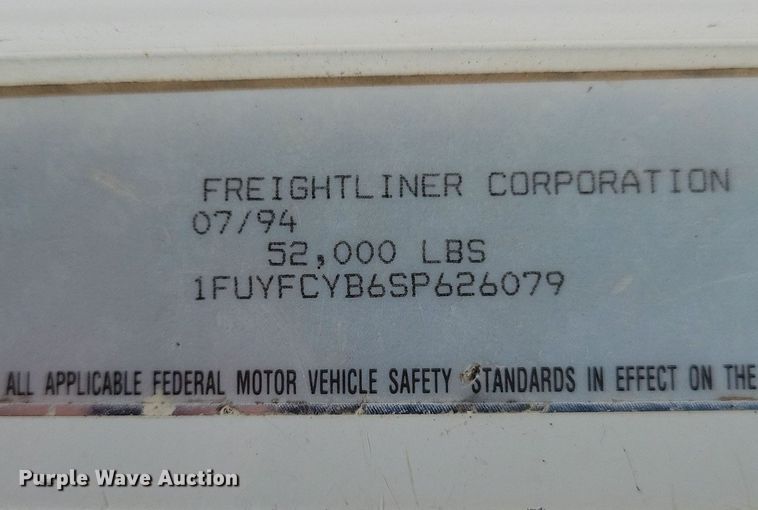 FREIGHTLINER CORPORATION
07/94
52,000 LBS
1FUYFCYB6SP626079
ALL APPLICABLE FEDERAL MOTOR VEHICLE SAFETY STANDARDS IN EFFECT ON THE
Purple Wave Auction